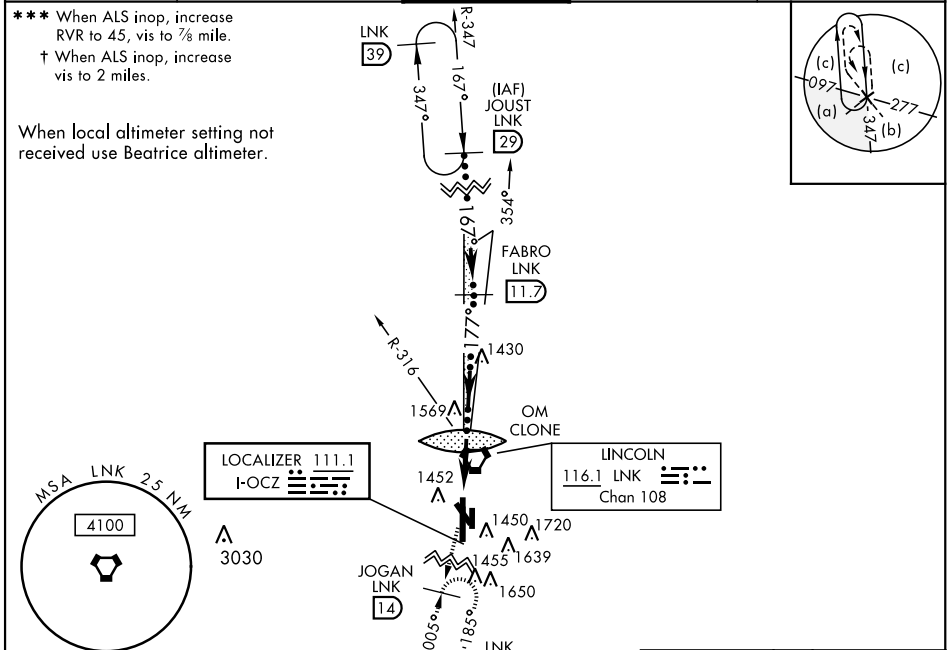 *** When ALS inop, increase
RVR to 45, vis to 7/8 mile.
† When ALS inop, increase
vis to 2 miles.
When local altimeter setting not
received use Beatrice altimeter.
LNK
39
R-347
347°
167°
(IAF)
JOUST
LNK
29
354°
167°
FABRO
LNK
11.7
177°
1430
R-316
1569
OM
CLONE
LOCALIZER 111.1
I-OCZ
LINCOLN
116.1 LNK
Chan 108
1452
1450
1720
1455
1639
1650
MSA LNK 25 NM
4100
3030
JOGAN
LNK
14
005°
185°
LNK
(c)
(c)
097
(a)
277
347
(b)